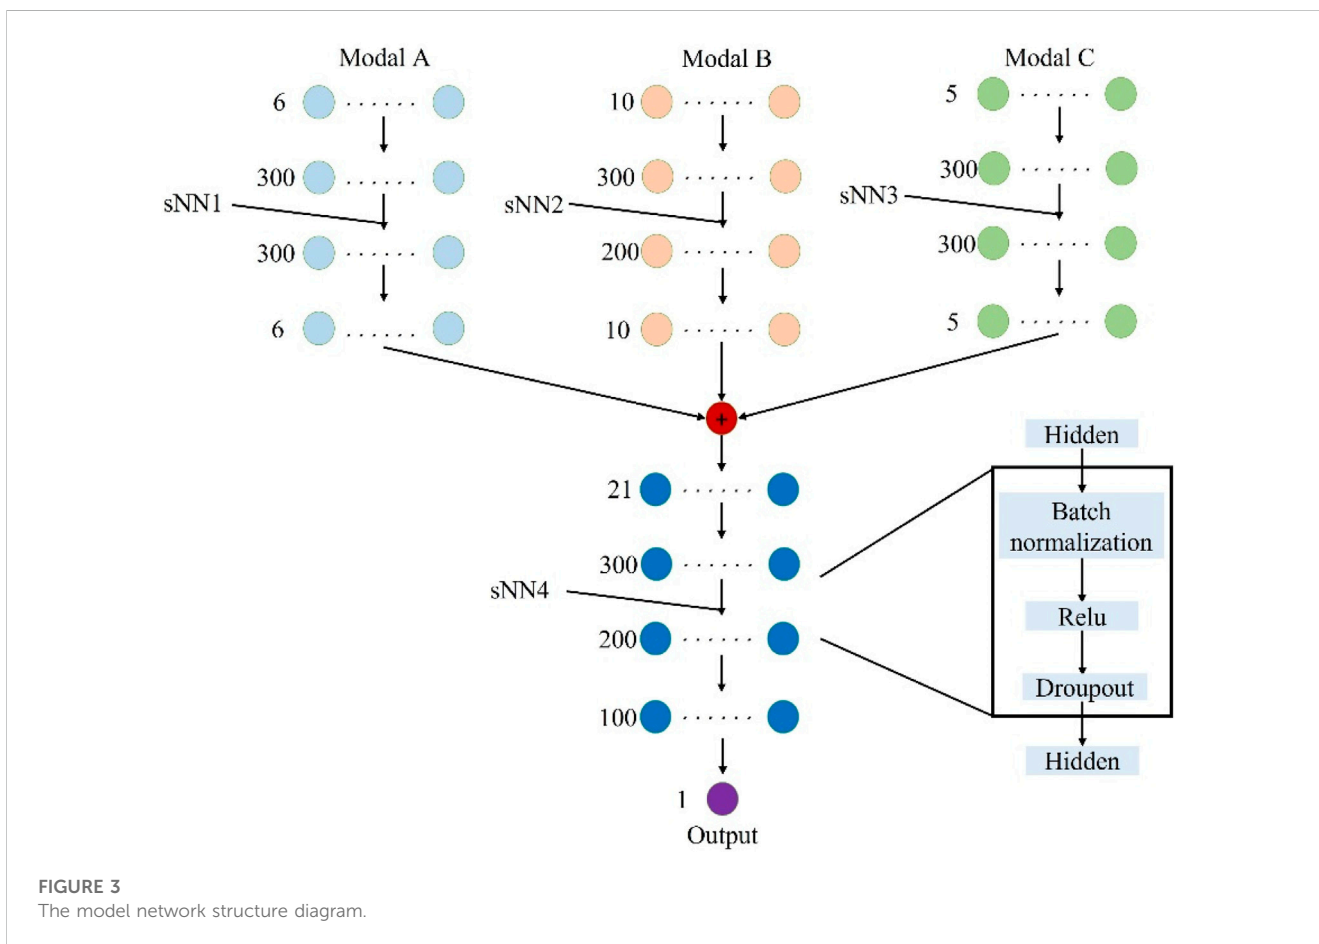 Modal A
6 . . . . . .
300 . . . . . .
sNN1
300 . . . . . .
6 . . . . . .
Modal B
10 . . . . . .
300 . . . . . .
sNN2
200 . . . . . .
10 . . . . . .
Modal C
5 . . . . . .
300 . . . . . .
sNN3
300 . . . . . .
5 . . . . . .
+
21 . . . . . .
300 . . . . . .
sNN4
200 . . . . . .
100 . . . . . .
1
Output
Hidden
Batch
normalization
Relu
Droupout
Hidden
FIGURE 3
The model network structure diagram.